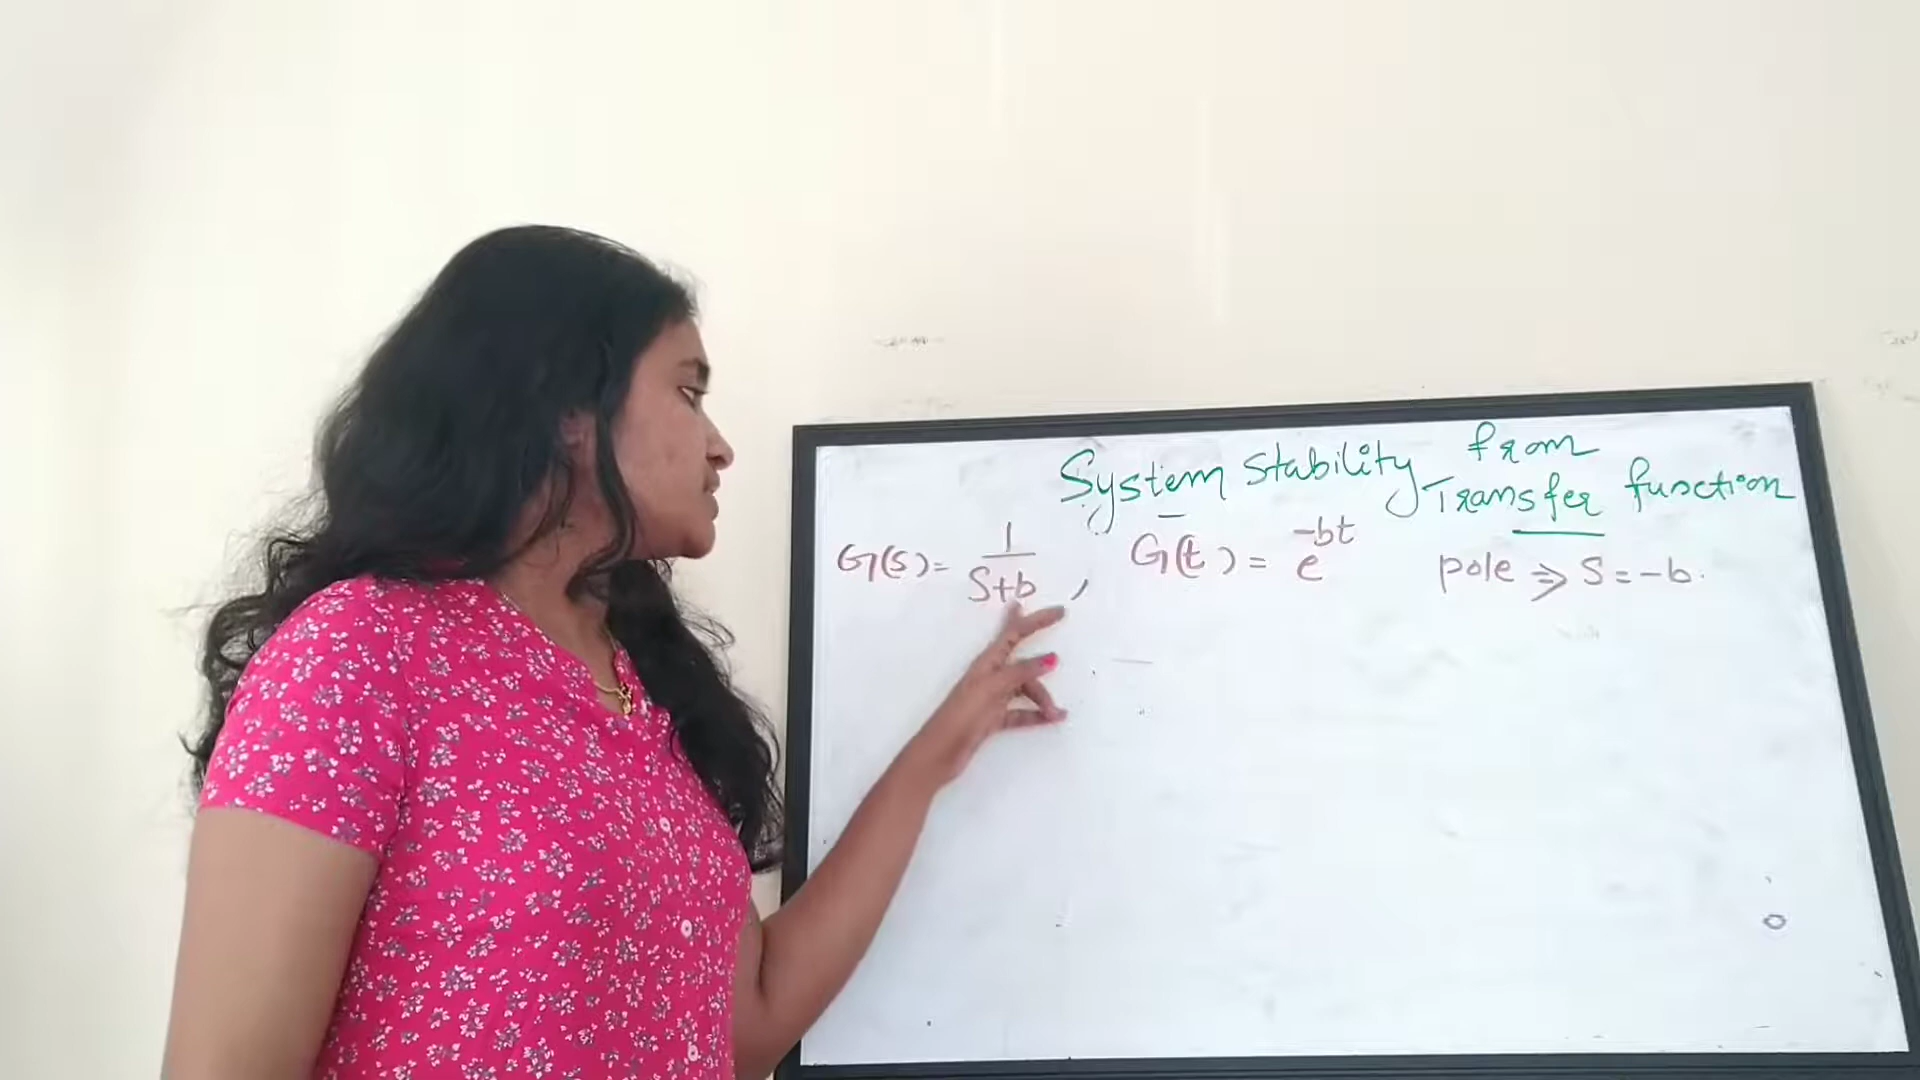 System stability from
Transfer function
G(s) = 1/(S+b) , G(t) = e^-bt pole ⇒ S = -b.